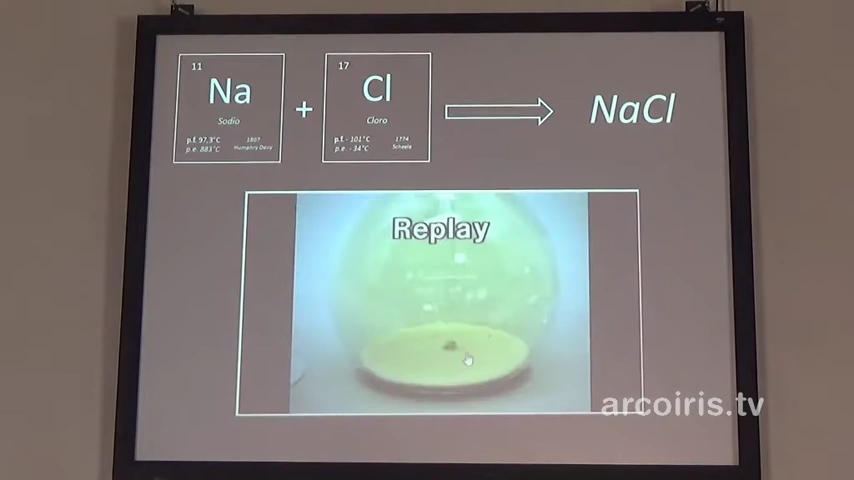 11
Na
Sodio
p.f. 97,3°C
1807
p.e. 883°C
Humphry Davy
+
17
Cl
Cloro
p.f. - 101°C
1774
p.e. - 34°C
Scheele
NaCl
Replay
arcoiris.tv